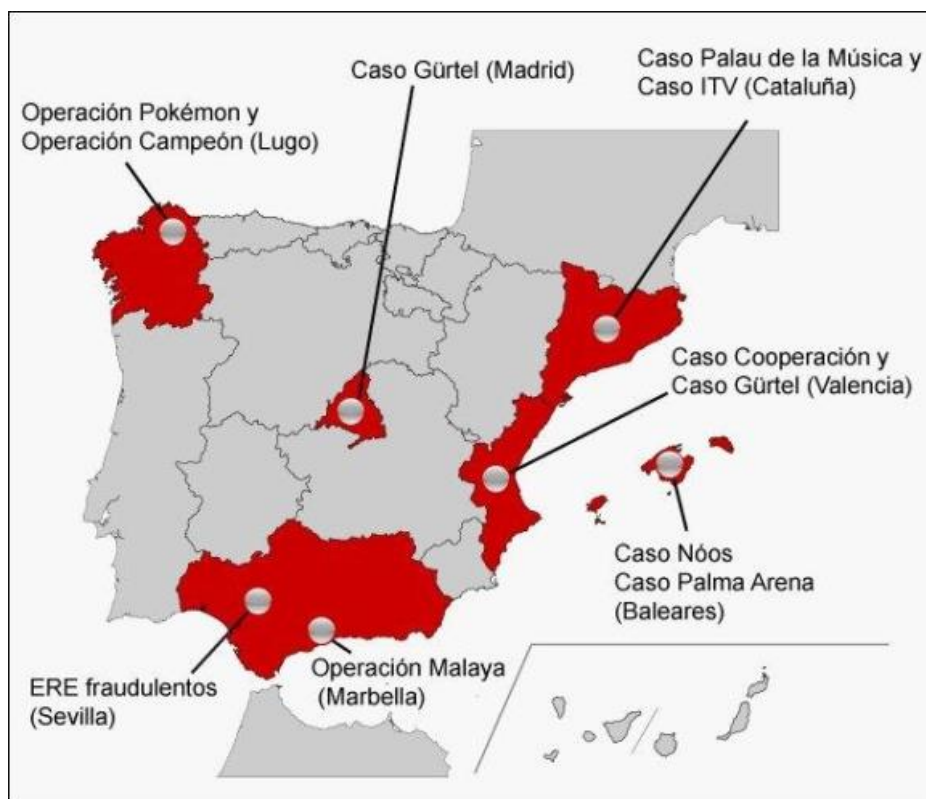 Caso Gürtel (Madrid)
Caso Palau de la Música y
Caso ITV (Cataluña)
Operación Pokémon y
Operación Campeón (Lugo)
Caso Cooperación y
Caso Gürtel (Valencia)
Caso Nóos
Caso Palma Arena
(Baleares)
Operación Malaya
(Marbella)
ERE fraudulentos
(Sevilla)